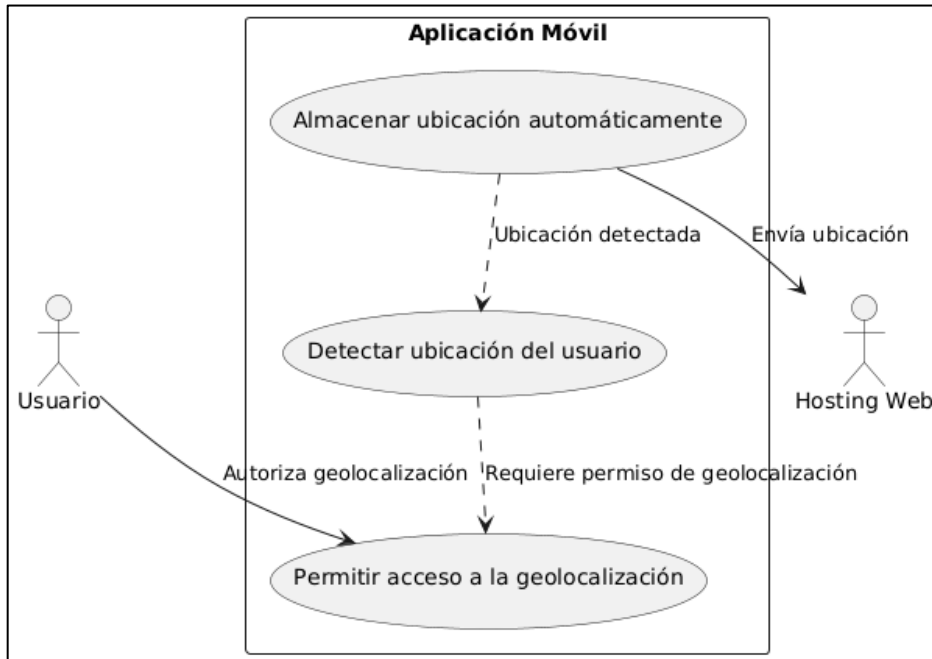 Aplicación Móvil
Almacenar ubicación automáticamente
Ubicación detectada
Envía ubicación
Detectar ubicación del usuario
Usuario
Hosting Web
Autoriza geolocalización
Requiere permiso de geolocalización
Permitir acceso a la geolocalización